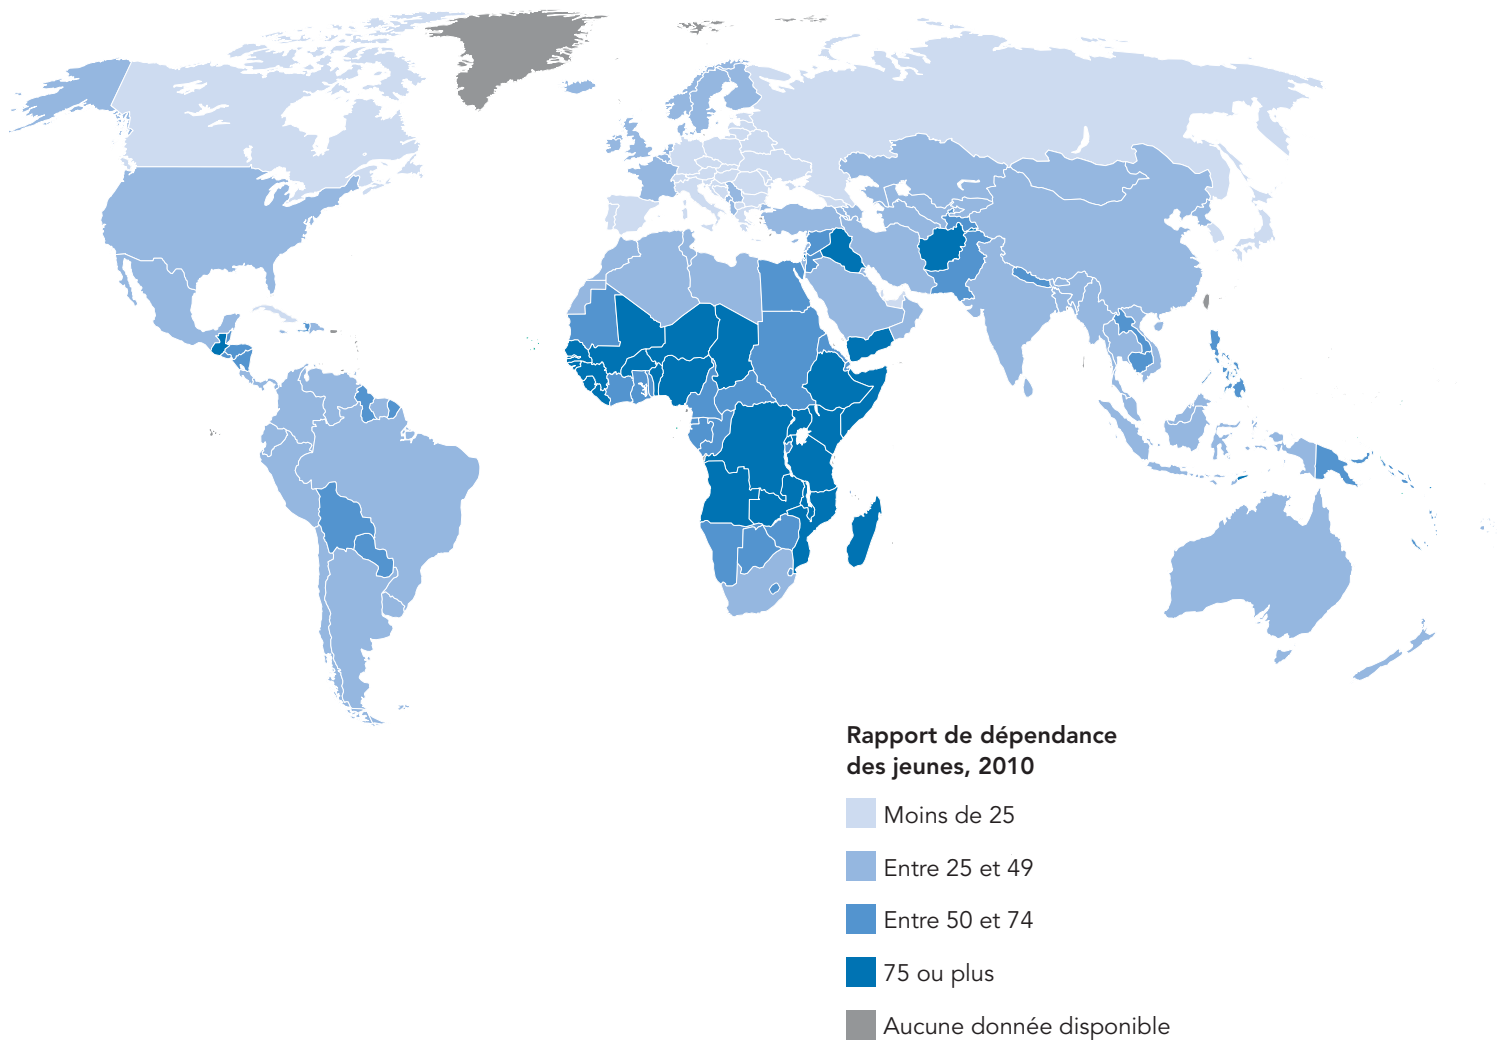 Rapport de dépendance
des jeunes, 2010
Moins de 25
Entre 25 et 49
Entre 50 et 74
75 ou plus
Aucune donnée disponible